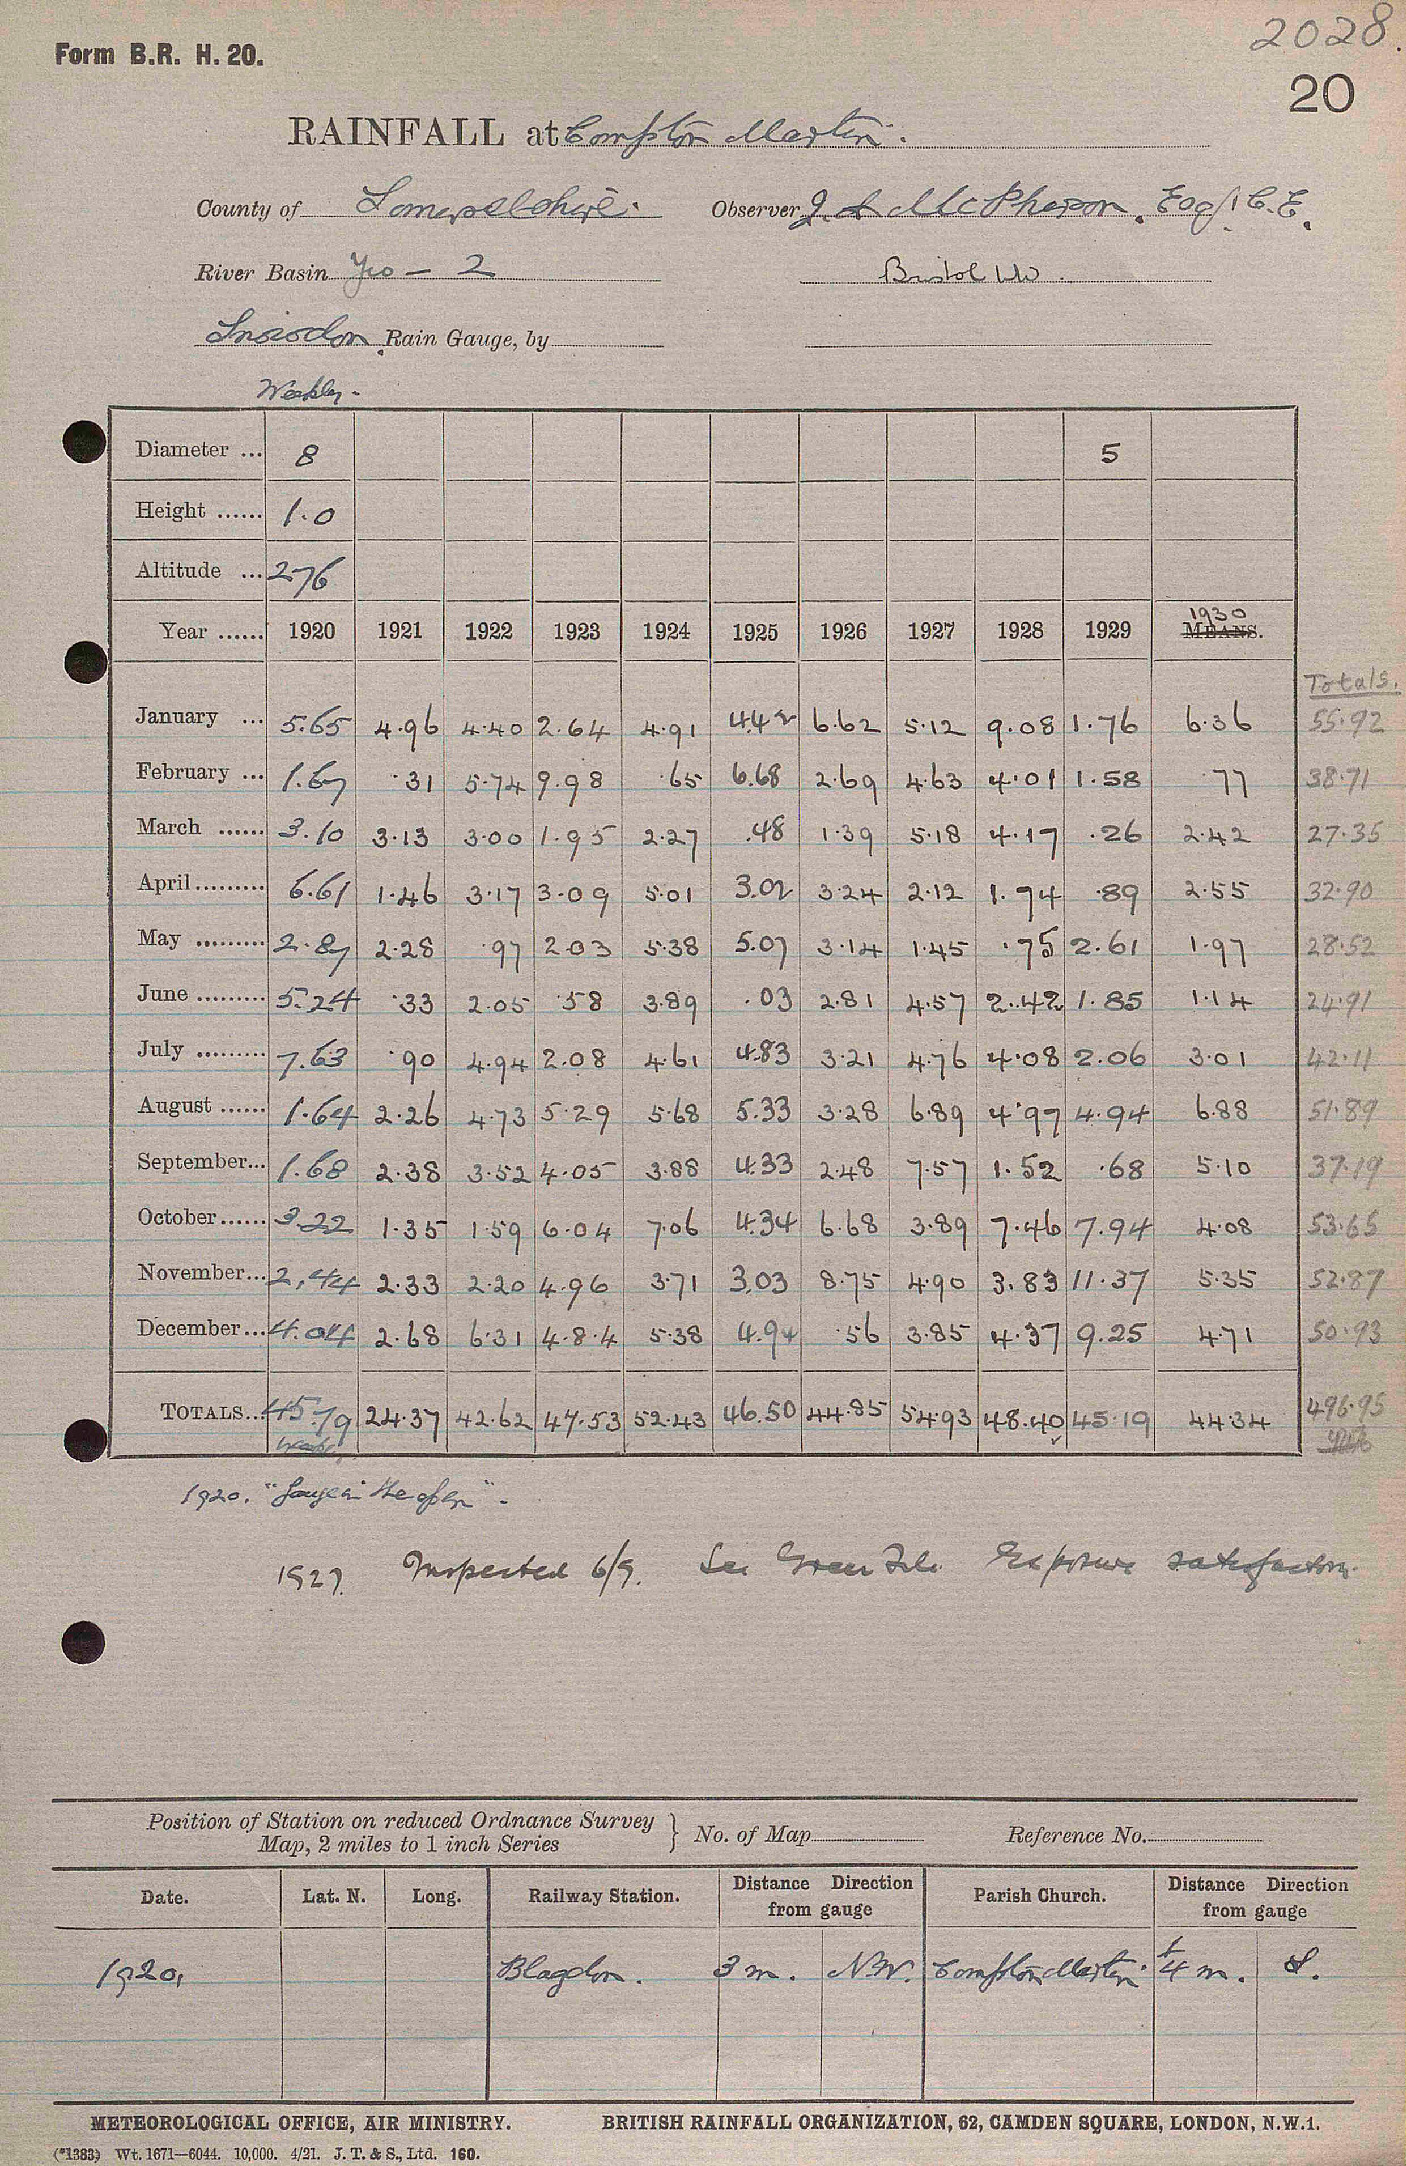 2028.
Form B.R. H. 20.
20
RAINFALL at Compton Martin.
County of Somersetshire. Observer J. A. McPherson, Esq., C.E.
River Basin Yeo - 2 Bristol WW.
Snowdon Rain Gauge, by
Weekly.
Diameter ... 8 5
Height ...... 1.0
Altitude ... 276
1930
Year ...... 1920 1921 1922 1923 1924 1925 1926 1927 1928 1929 MEANS.
Totals.
January ... 5.65 4.96 4.40 2.64 4.91 4.42 6.62 5.12 9.08 1.76 6.36 55.92
February ... 1.67 .31 5.74 9.98 .65 6.68 2.69 4.63 4.01 1.58 .77 38.71
March ...... 3.10 3.13 3.00 1.95 2.27 .48 1.39 5.18 4.17 .26 2.42 27.35
April......... 6.61 1.46 3.17 3.09 5.01 3.02 3.24 2.12 1.74 .89 2.55 32.90
May ......... 2.87 2.28 .97 2.03 5.38 5.07 3.14 1.45 .75 2.61 1.97 28.52
June ......... 5.24 .33 2.05 .58 3.89 .03 2.81 4.57 2.42 1.85 1.14 24.91
July ......... 7.63 .90 4.94 2.08 4.61 4.83 3.21 4.76 4.08 2.06 3.01 42.11
August ...... 1.64 2.26 4.73 5.29 5.68 5.33 3.28 6.89 4.97 4.94 6.88 51.89
September... 1.68 2.38 3.52 4.05 3.88 4.33 2.48 7.57 1.52 .68 5.10 37.19
October...... 3.22 1.35 1.59 6.04 7.06 4.34 6.68 3.89 7.46 7.94 4.08 53.65
November... 2.44 2.33 2.20 4.96 3.71 3.03 8.75 4.90 3.83 11.37 5.35 52.87
December... 4.04 2.68 6.31 4.84 5.38 4.94 .56 3.85 4.37 9.25 4.71 50.93
TOTALS... 45.79 24.37 42.62 47.53 52.43 46.50 44.85 54.93 48.40 45.19 44.34 496.95
1920. "Gauge in the open".
1927. Inspected 6/9. See Green File Exposure satisfactory.
Position of Station on reduced Ordnance Survey
Map, 2 miles to 1 inch Series } No. of Map Reference No.
Date. Lat. N. Long. Railway Station. Distance Direction from gauge Parish Church. Distance Direction from gauge
1920. Blagdon. 3 m. NW. Compton Martin 1/4 m. S.
METEOROLOGICAL OFFICE, AIR MINISTRY. BRITISH RAINFALL ORGANIZATION, 62, CAMDEN SQUARE, LONDON, N.W.1.
(*1383) Wt. 1671—6044. 10,000. 4/21. J. T. & S., Ltd. 160.